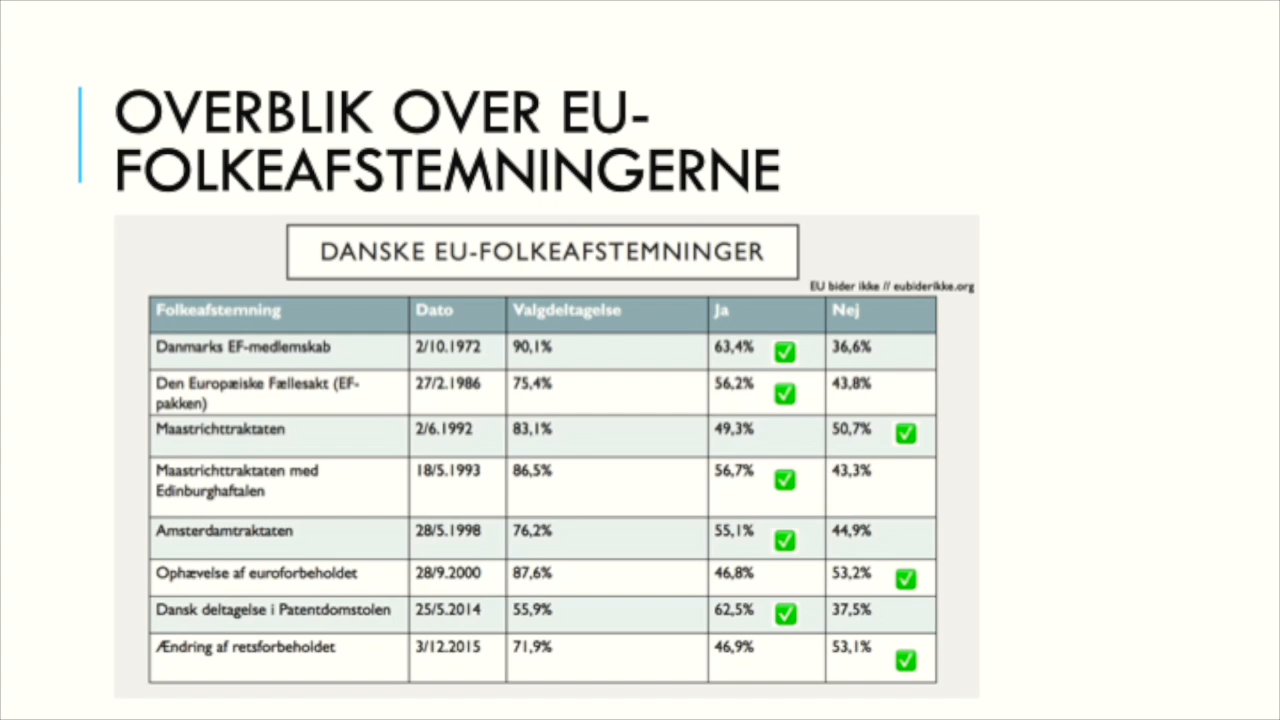 OVERBLIK OVER EU-
FOLKEAFSTEMNINGERNE
DANSKE EU-FOLKEAFSTEMNINGER
EU bider ikke // eubiderikke.org
Folkeafstemning Dato Valgdeltagelse Ja Nej
Danmarks EF-medlemskab 2/10.1972 90,1% 63,4% ✅ 36,6%
Den Europæiske Fællesakt (EF- 27/2.1986 75,4% 56,2% ✅ 43,8%
pakken)
Maastrichttraktaten 2/6.1992 83,1% 49,3% 50,7% ✅
Maastrichttraktaten med 18/5.1993 86,5% 56,7% ✅ 43,3%
Edinburghaftalen
Amsterdamtraktaten 28/5.1998 76,2% 55,1% ✅ 44,9%
Ophævelse af euroforbeholdet 28/9.2000 87,6% 46,8% 53,2% ✅
Dansk deltagelse i Patentdomstolen 25/5.2014 55,9% 62,5% ✅ 37,5%
Ændring af retsforbeholdet 3/12.2015 71,9% 46,9% 53,1% ✅